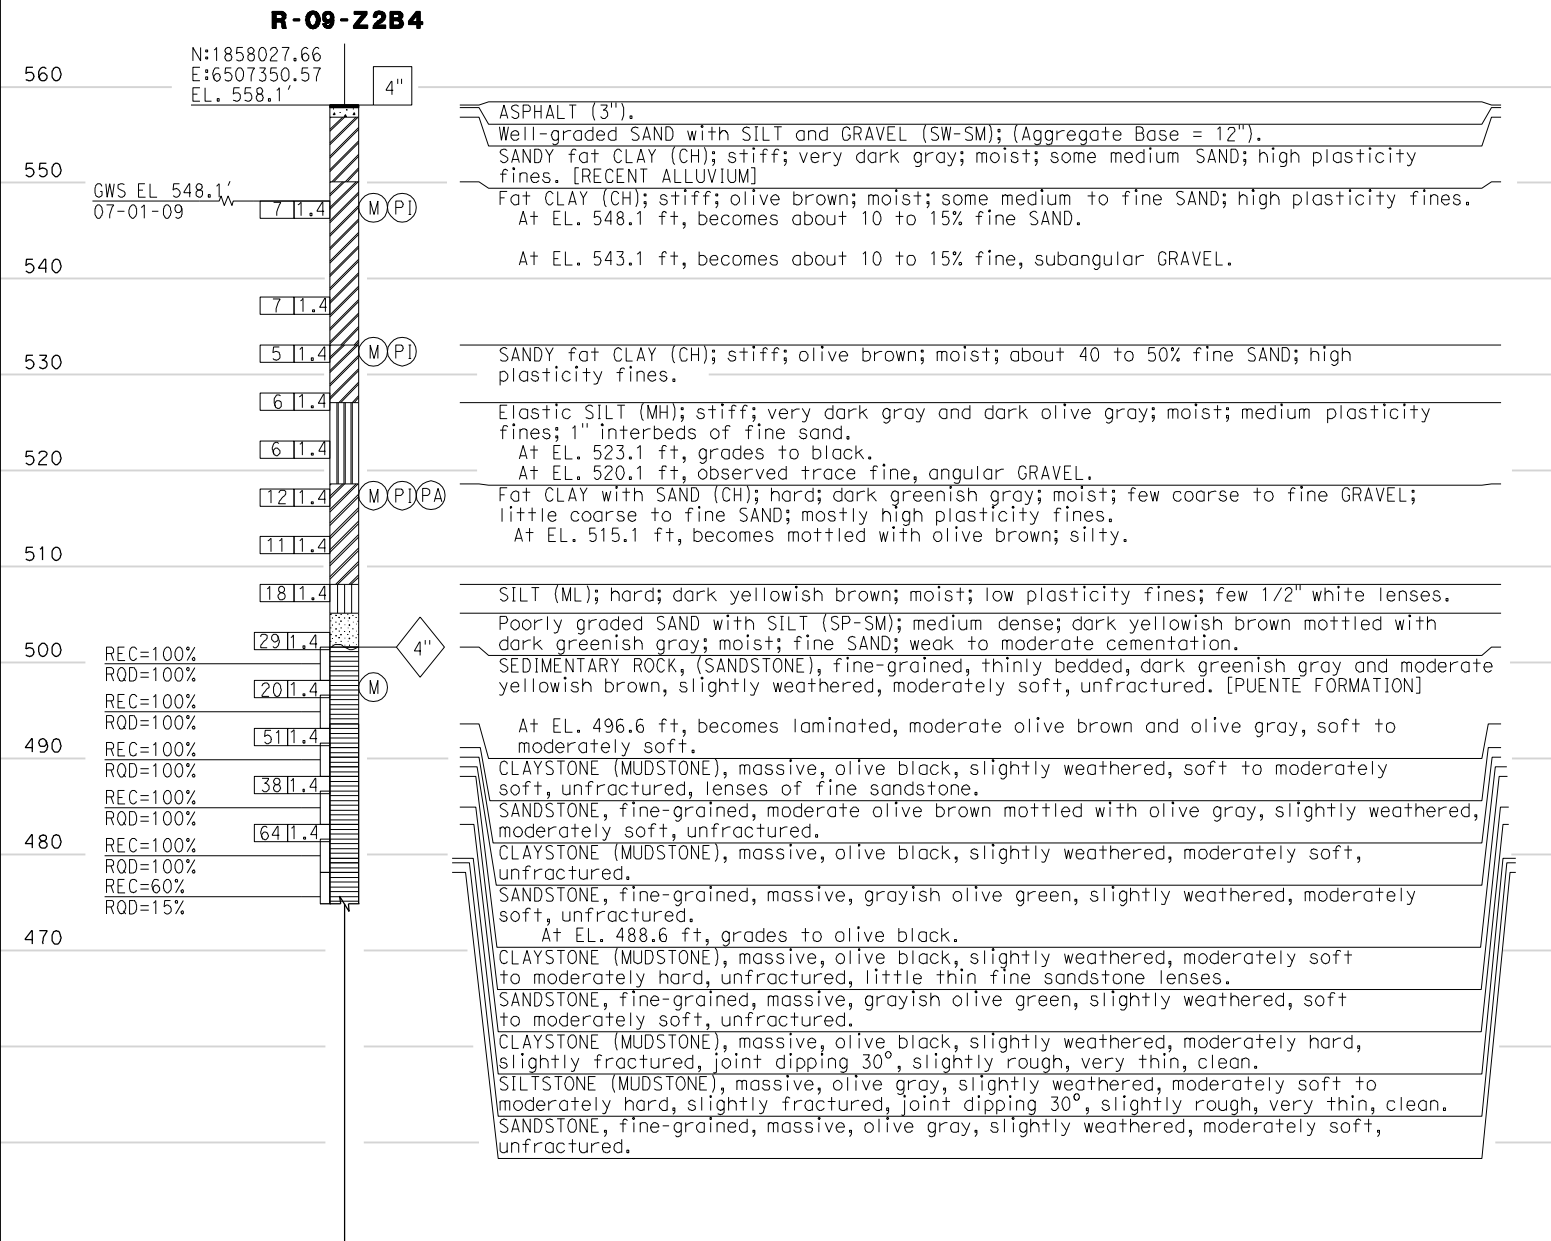 R-09-Z2B4
N:1858027.66
E:6507350.57
EL. 558.1'
4"
560
ASPHALT (3").
Well-graded SAND with SILT and GRAVEL (SW-SM); (Aggregate Base = 12").
SANDY fat CLAY (CH); stiff; very dark gray; moist; some medium SAND; high plasticity
fines. [RECENT ALLUVIUM]
550
GWS EL 548.1'
07-01-09
7 1.4 M PI
Fat CLAY (CH); stiff; olive brown; moist; some medium to fine SAND; high plasticity fines.
At EL. 548.1 ft, becomes about 10 to 15% fine SAND.
At EL. 543.1 ft, becomes about 10 to 15% fine, subangular GRAVEL.
540
7 1.4
5 1.4 M PI
SANDY fat CLAY (CH); stiff; olive brown; moist; about 40 to 50% fine SAND; high
plasticity fines.
530
6 1.4
Elastic SILT (MH); stiff; very dark gray and dark olive gray; moist; medium plasticity
fines; 1" interbeds of fine sand.
At EL. 523.1 ft, grades to black.
At EL. 520.1 ft, observed trace fine, angular GRAVEL.
6 1.4
520
12 1.4 M PI PA
Fat CLAY with SAND (CH); hard; dark greenish gray; moist; few coarse to fine GRAVEL;
little coarse to fine SAND; mostly high plasticity fines.
At EL. 515.1 ft, becomes mottled with olive brown; silty.
11 1.4
510
18 1.4
SILT (ML); hard; dark yellowish brown; moist; low plasticity fines; few 1/2" white lenses.
Poorly graded SAND with SILT (SP-SM); medium dense; dark yellowish brown mottled with
dark greenish gray; moist; fine SAND; weak to moderate cementation.
29 1.4
4"
500
REC=100%
RQD=100%
SEDIMENTARY ROCK, (SANDSTONE), fine-grained, thinly bedded, dark greenish gray and moderate
yellowish brown, slightly weathered, moderately soft, unfractured. [PUENTE FORMATION]
20 1.4 M
REC=100%
RQD=100%
At EL. 496.6 ft, becomes laminated, moderate olive brown and olive gray, soft to
moderately soft.
51 1.4
490
REC=100%
RQD=100%
CLAYSTONE (MUDSTONE), massive, olive black, slightly weathered, soft to moderately
soft, unfractured, lenses of fine sandstone.
38 1.4
REC=100%
RQD=100%
SANDSTONE, fine-grained, moderate olive brown mottled with olive gray, slightly weathered,
moderately soft, unfractured.
64 1.4
480
REC=100%
RQD=100%
CLAYSTONE (MUDSTONE), massive, olive black, slightly weathered, moderately soft,
unfractured.
REC=60%
RQD=15%
SANDSTONE, fine-grained, massive, grayish olive green, slightly weathered, moderately
soft, unfractured.
At EL. 488.6 ft, grades to olive black.
470
CLAYSTONE (MUDSTONE), massive, olive black, slightly weathered, moderately soft
to moderately hard, unfractured, little thin fine sandstone lenses.
SANDSTONE, fine-grained, massive, grayish olive green, slightly weathered, soft
to moderately soft, unfractured.
CLAYSTONE (MUDSTONE), massive, olive black, slightly weathered, moderately hard,
slightly fractured, joint dipping 30°, slightly rough, very thin, clean.
SILTSTONE (MUDSTONE), massive, olive gray, slightly weathered, moderately soft to
moderately hard, slightly fractured, joint dipping 30°, slightly rough, very thin, clean.
SANDSTONE, fine-grained, massive, olive gray, slightly weathered, moderately soft,
unfractured.